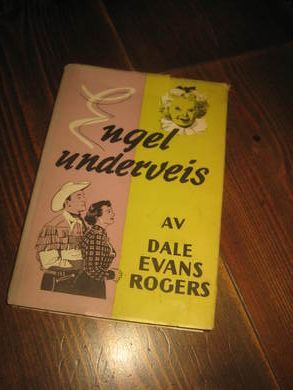 Engel
underveis
AV
DALE
EVANS
ROGERS